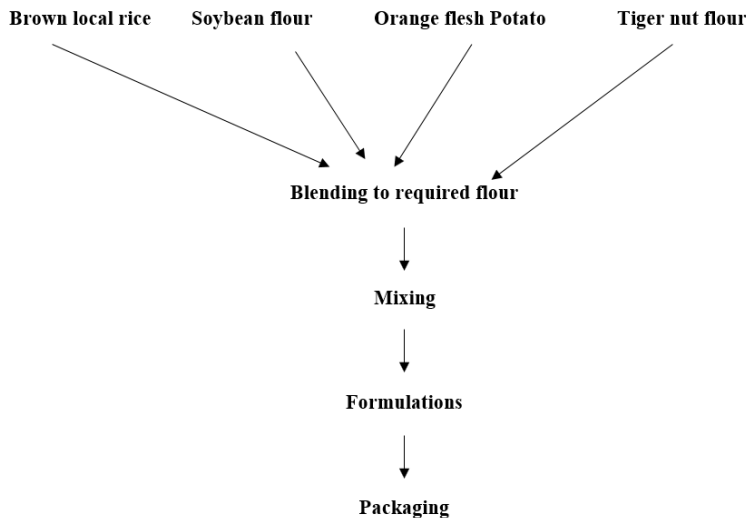 Brown local rice
Soybean flour
Orange flesh Potato
Tiger nut flour
Blending to required flour
Mixing
Formulations
Packaging